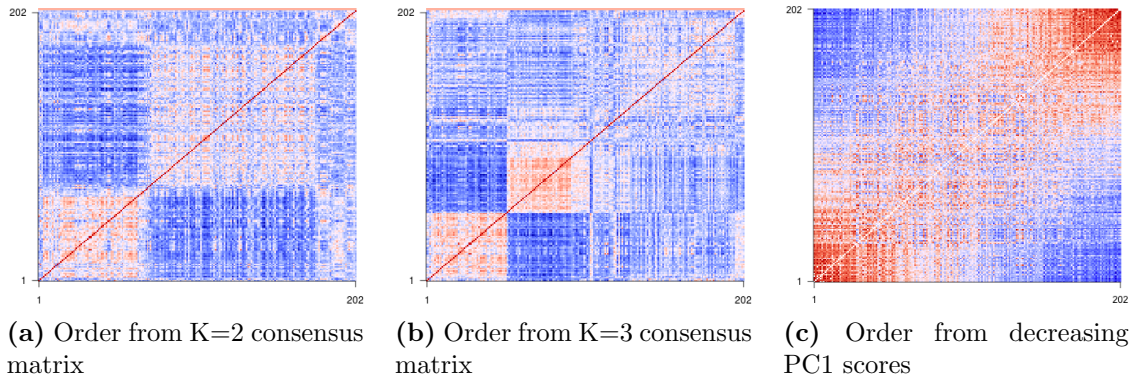 202
1
1
202
202
1
1
202
202
1
1
202
(a) Order from K=2 consensus
matrix
(b) Order from K=3 consensus
matrix
(c) Order from decreasing
PC1 scores